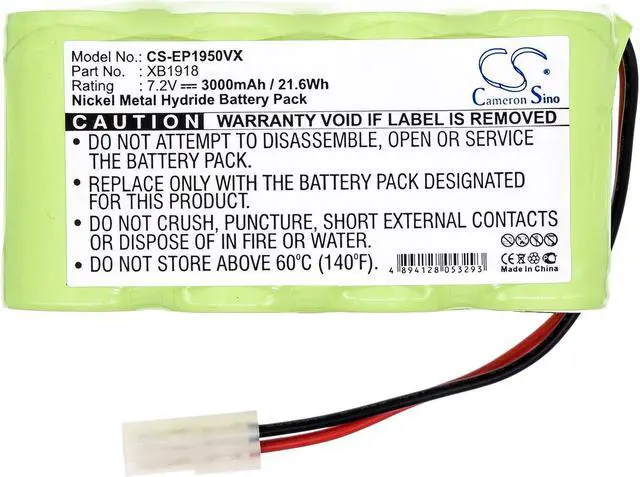 Model No.: CS-EP1950VX
Part No. : XB1918
Rating : 7.2V ⎓ 3000mAh / 21.6Wh
Nickel Metal Hydride Battery Pack
CS
Cameron Sino
CAUTION WARRANTY VOID IF LABEL IS REMOVED
• DO NOT ATTEMPT TO DISASSEMBLE, OPEN OR SERVICE
THE BATTERY PACK.
• REPLACE ONLY WITH THE BATTERY PACK DESIGNATED
FOR THIS PRODUCT.
• DO NOT CRUSH, PUNCTURE, SHORT EXTERNAL CONTACTS
OR DISPOSE OF IN FIRE OR WATER.
• DO NOT STORE ABOVE 60°C (140°F).
4 894128 053293
CE
Made in China